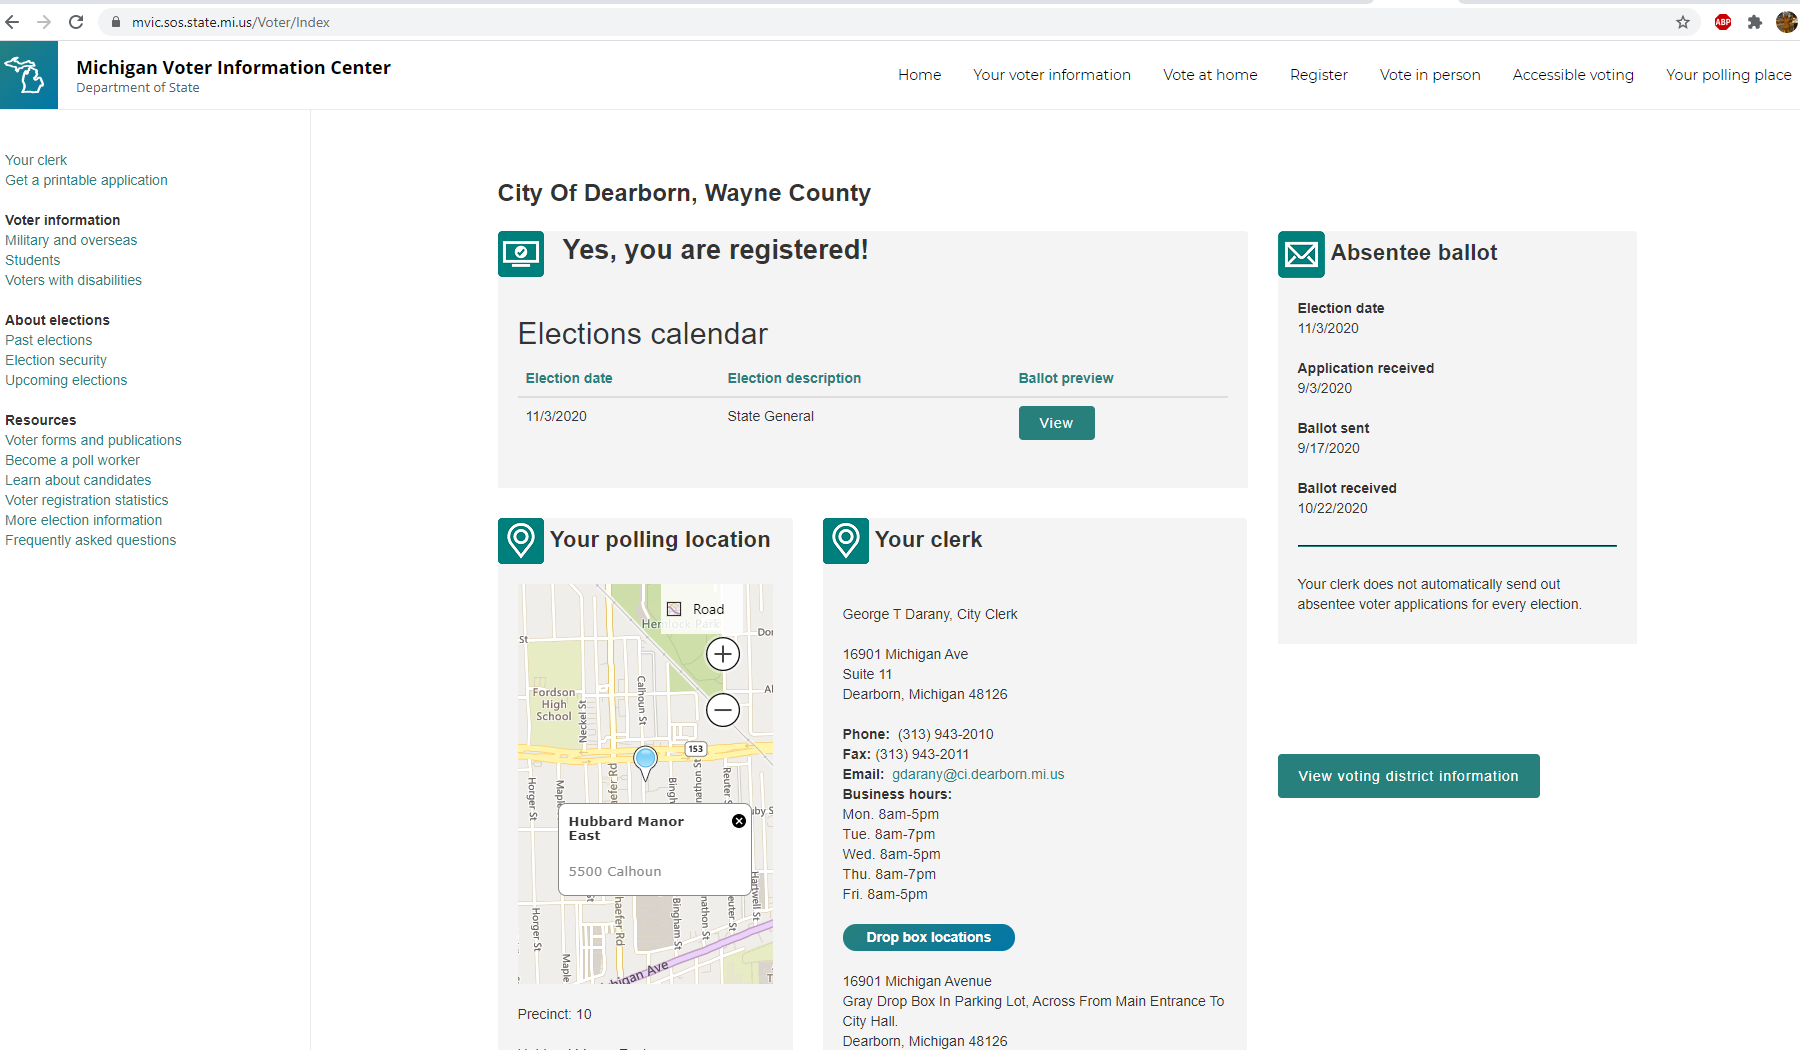 mvic.sos.state.mi.us/Voter/Index
ABP
Michigan Voter Information Center
Department of State
Home
Your voter information
Vote at home
Register
Vote in person
Accessible voting
Your polling place
Your clerk
Get a printable application
Voter information
Military and overseas
Students
Voters with disabilities
About elections
Past elections
Election security
Upcoming elections
Resources
Voter forms and publications
Become a poll worker
Learn about candidates
Voter registration statistics
More election information
Frequently asked questions
City Of Dearborn, Wayne County
Yes, you are registered!
Elections calendar
Election date Election description Ballot preview
11/3/2020 State General View
Absentee ballot
Election date
11/3/2020
Application received
9/3/2020
Ballot sent
9/17/2020
Ballot received
10/22/2020
Your clerk does not automatically send out
absentee voter applications for every election.
View voting district information
Your polling location
Road
Hemlock Park
St
Fordson
High
School
Neckel St
Calhoun St
153
Horger St
Maple
Bingh
Reuter S
Hubbard Manor
East
5500 Calhoun
Hartwell St
Horger St
Maple
haefer Rd
Bingham St
nathon St
euter St
higan Ave
Precinct: 10
Your clerk
George T Darany, City Clerk
16901 Michigan Ave
Suite 11
Dearborn, Michigan 48126
Phone: (313) 943-2010
Fax: (313) 943-2011
Email: gdarany@ci.dearborn.mi.us
Business hours:
Mon. 8am-5pm
Tue. 8am-7pm
Wed. 8am-5pm
Thu. 8am-7pm
Fri. 8am-5pm
Drop box locations
16901 Michigan Avenue
Gray Drop Box In Parking Lot, Across From Main Entrance To
City Hall.
Dearborn, Michigan 48126